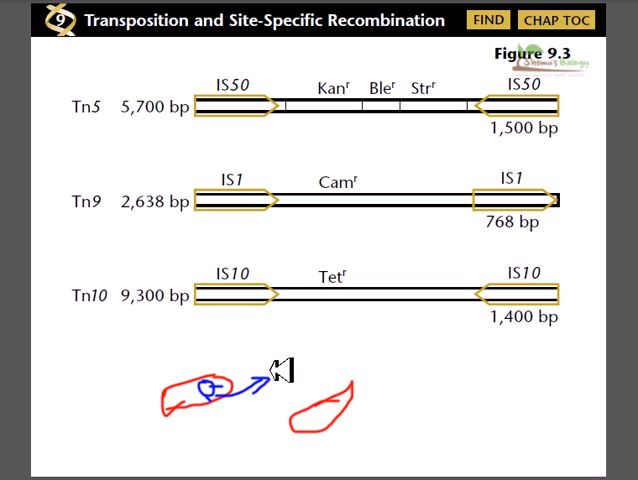 9 Transposition and Site-Specific Recombination FIND CHAP TOC
Figure 9.3
Shomu's Biology
IS50 Kanʳ Bleʳ Strʳ IS50
Tn5 5,700 bp
1,500 bp
IS1 Camʳ IS1
Tn9 2,638 bp
768 bp
IS10 Tetʳ IS10
Tn10 9,300 bp
1,400 bp